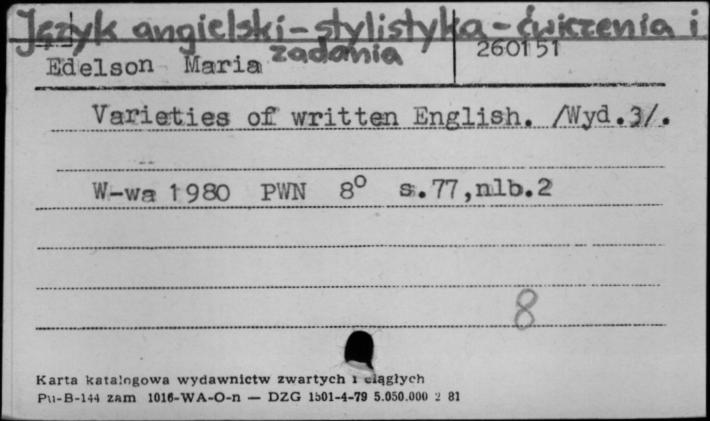 Język angielski-stylistyka-ćwiczenia i
zadania
Edelson Maria 260151
Varieties of written English. /Wyd.3/.
W-wa 1980 PWN 8° s.77,nlb.2
8
Karta katalogowa wydawnictw zwartych i ciągłych
Pu-B-144 zam 1016-WA-O-n — DZG 1501-4-79 5.050.000 2 81